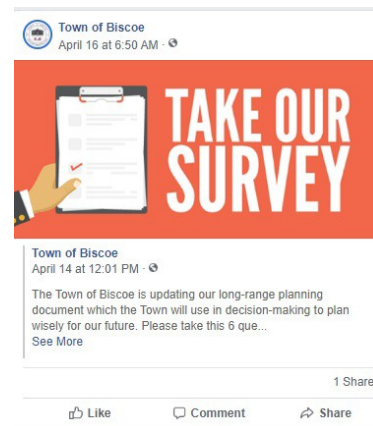 Town of Biscoe
April 16 at 6:50 AM ·
TAKE OUR
SURVEY
Town of Biscoe
April 14 at 12:01 PM ·
The Town of Biscoe is updating our long-range planning
document which the Town will use in decision-making to plan
wisely for our future. Please take this 6 que...
See More
1 Share
Like Comment Share